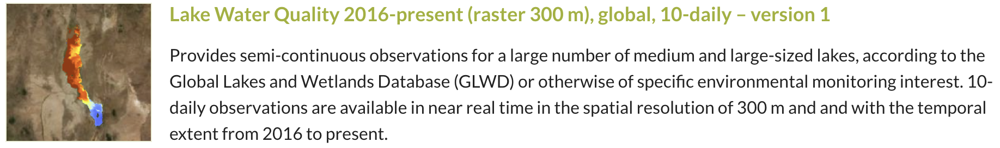 Lake Water Quality 2016-present (raster 300 m), global, 10-daily – version 1
Provides semi-continuous observations for a large number of medium and large-sized lakes, according to the
Global Lakes and Wetlands Database (GLWD) or otherwise of specific environmental monitoring interest. 10-
daily observations are available in near real time in the spatial resolution of 300 m and and with the temporal
extent from 2016 to present.